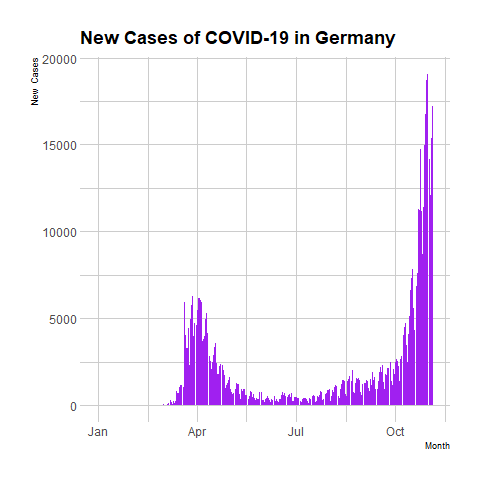 New Cases of COVID-19 in Germany
New Cases
20000
15000
10000
5000
0
Jan Apr Jul Oct
Month